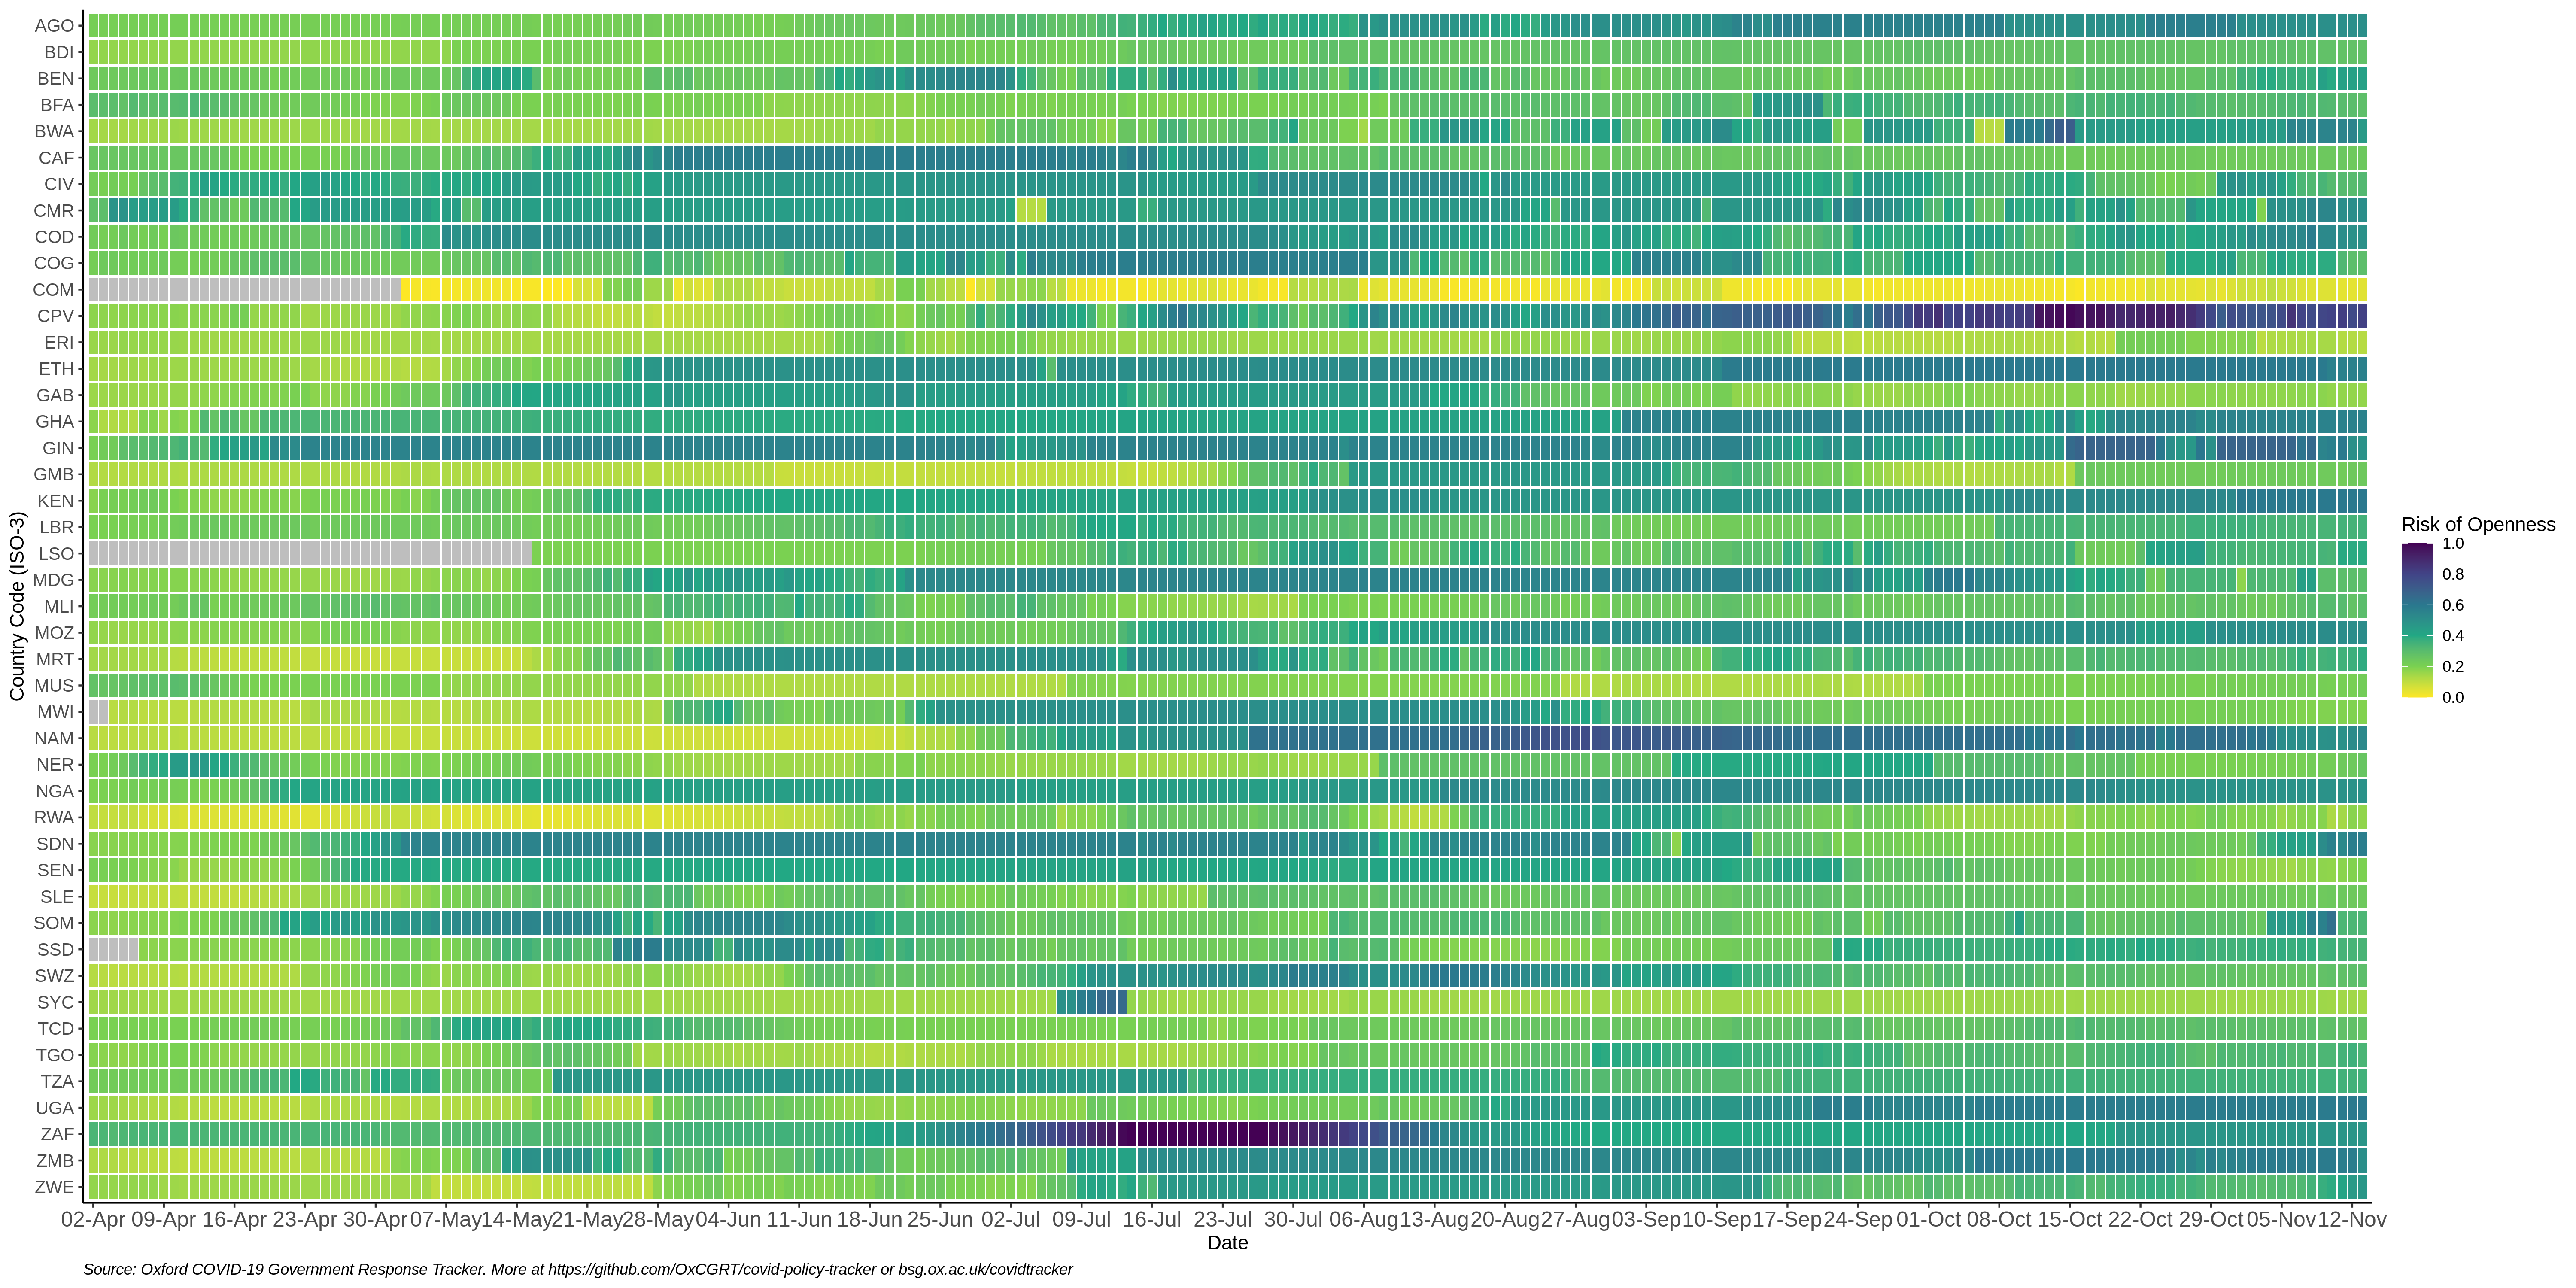 AGO
BDI
BEN
BFA
BWA
CAF
CIV
CMR
COD
COG
COM
CPV
ERI
ETH
GAB
GHA
GIN
GMB
KEN
LBR
LSO
MDG
MLI
MOZ
MRT
MUS
MWI
NAM
NER
NGA
RWA
SDN
SEN
SLE
SOM
SSD
SWZ
SYC
TCD
TGO
TZA
UGA
ZAF
ZMB
ZWE
Country Code (ISO-3)
02-Apr 09-Apr 16-Apr 23-Apr 30-Apr 07-May 14-May 21-May 28-May 04-Jun 11-Jun 18-Jun 25-Jun 02-Jul 09-Jul 16-Jul 23-Jul 30-Jul 06-Aug 13-Aug 20-Aug 27-Aug 03-Sep 10-Sep 17-Sep 24-Sep 01-Oct 08-Oct 15-Oct 22-Oct 29-Oct 05-Nov 12-Nov
Date
Risk of Openness
1.0
0.8
0.6
0.4
0.2
0.0
Source: Oxford COVID-19 Government Response Tracker. More at https://github.com/OxCGRT/covid-policy-tracker or bsg.ox.ac.uk/covidtracker